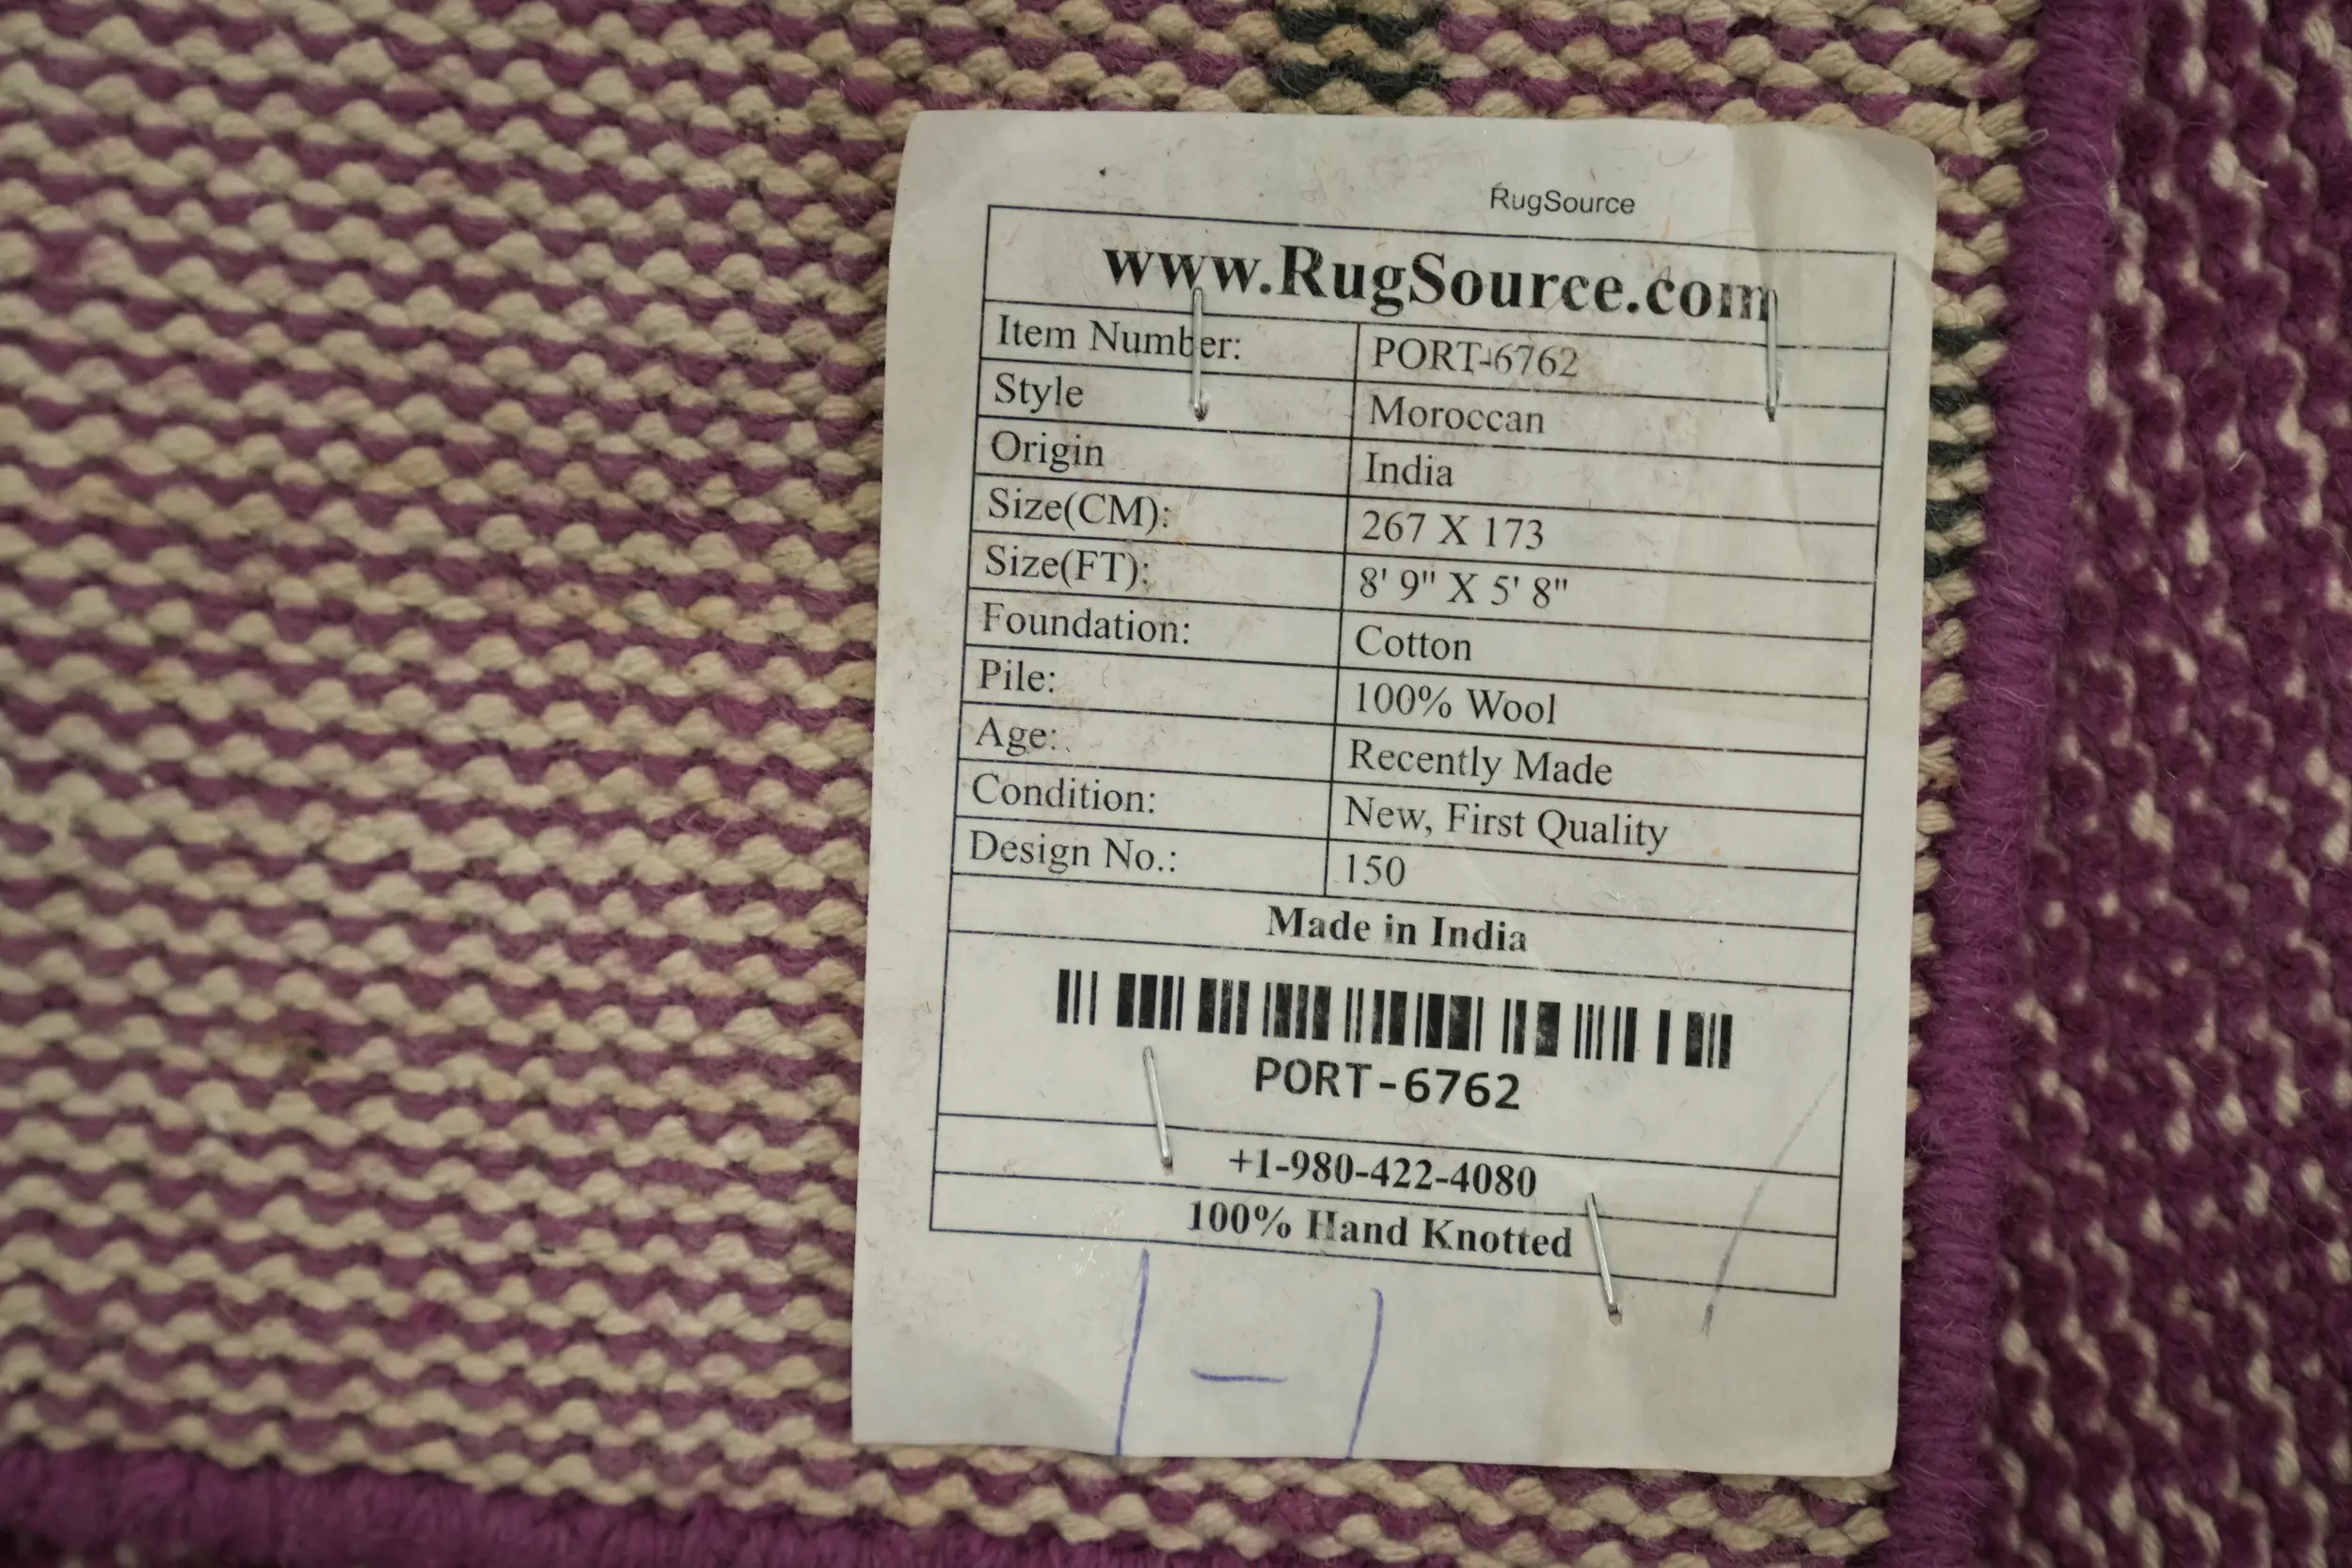 RugSource
www.RugSource.com
Item Number: PORT-6762
Style Moroccan
Origin India
Size(CM): 267 X 173
Size(FT): 8' 9" X 5' 8"
Foundation: Cotton
Pile: 100% Wool
Age: Recently Made
Condition: New, First Quality
Design No.: 150
Made in India
PORT-6762
+1-980-422-4080
100% Hand Knotted
1-1